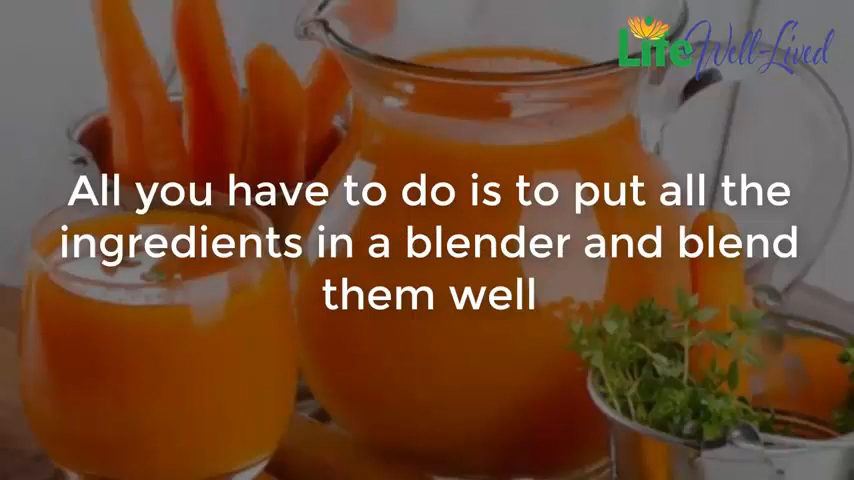 Life Well-Lived
All you have to do is to put all the
ingredients in a blender and blend
them well